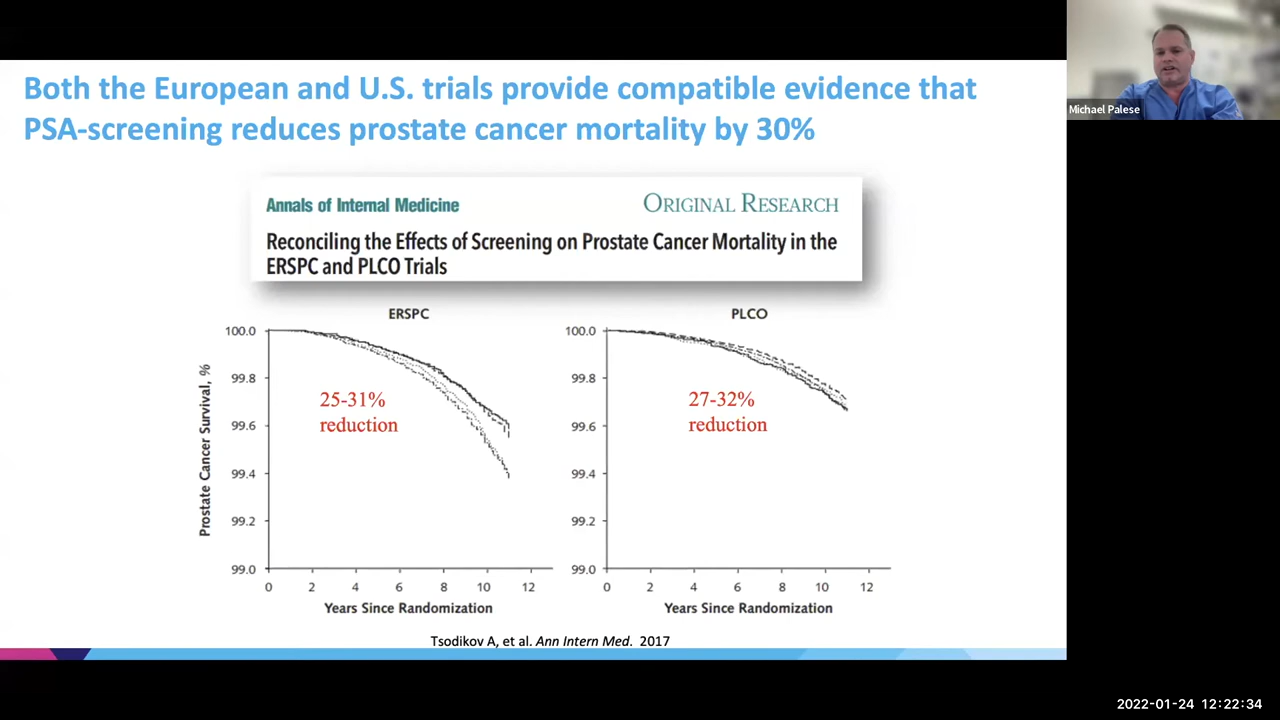 Both the European and U.S. trials provide compatible evidence that
PSA-screening reduces prostate cancer mortality by 30%
Michael Palese
Annals of Internal Medicine
ORIGINAL RESEARCH
Reconciling the Effects of Screening on Prostate Cancer Mortality in the
ERSPC and PLCO Trials
ERSPC
Prostate Cancer Survival, %
100.0
99.8
99.6
99.4
99.2
99.0
25-31%
reduction
0 2 4 6 8 10 12
Years Since Randomization
PLCO
100.0
99.8
99.6
99.4
99.2
99.0
27-32%
reduction
0 2 4 6 8 10 12
Years Since Randomization
Tsodikov A, et al. Ann Intern Med. 2017
2022-01-24 12:22:34